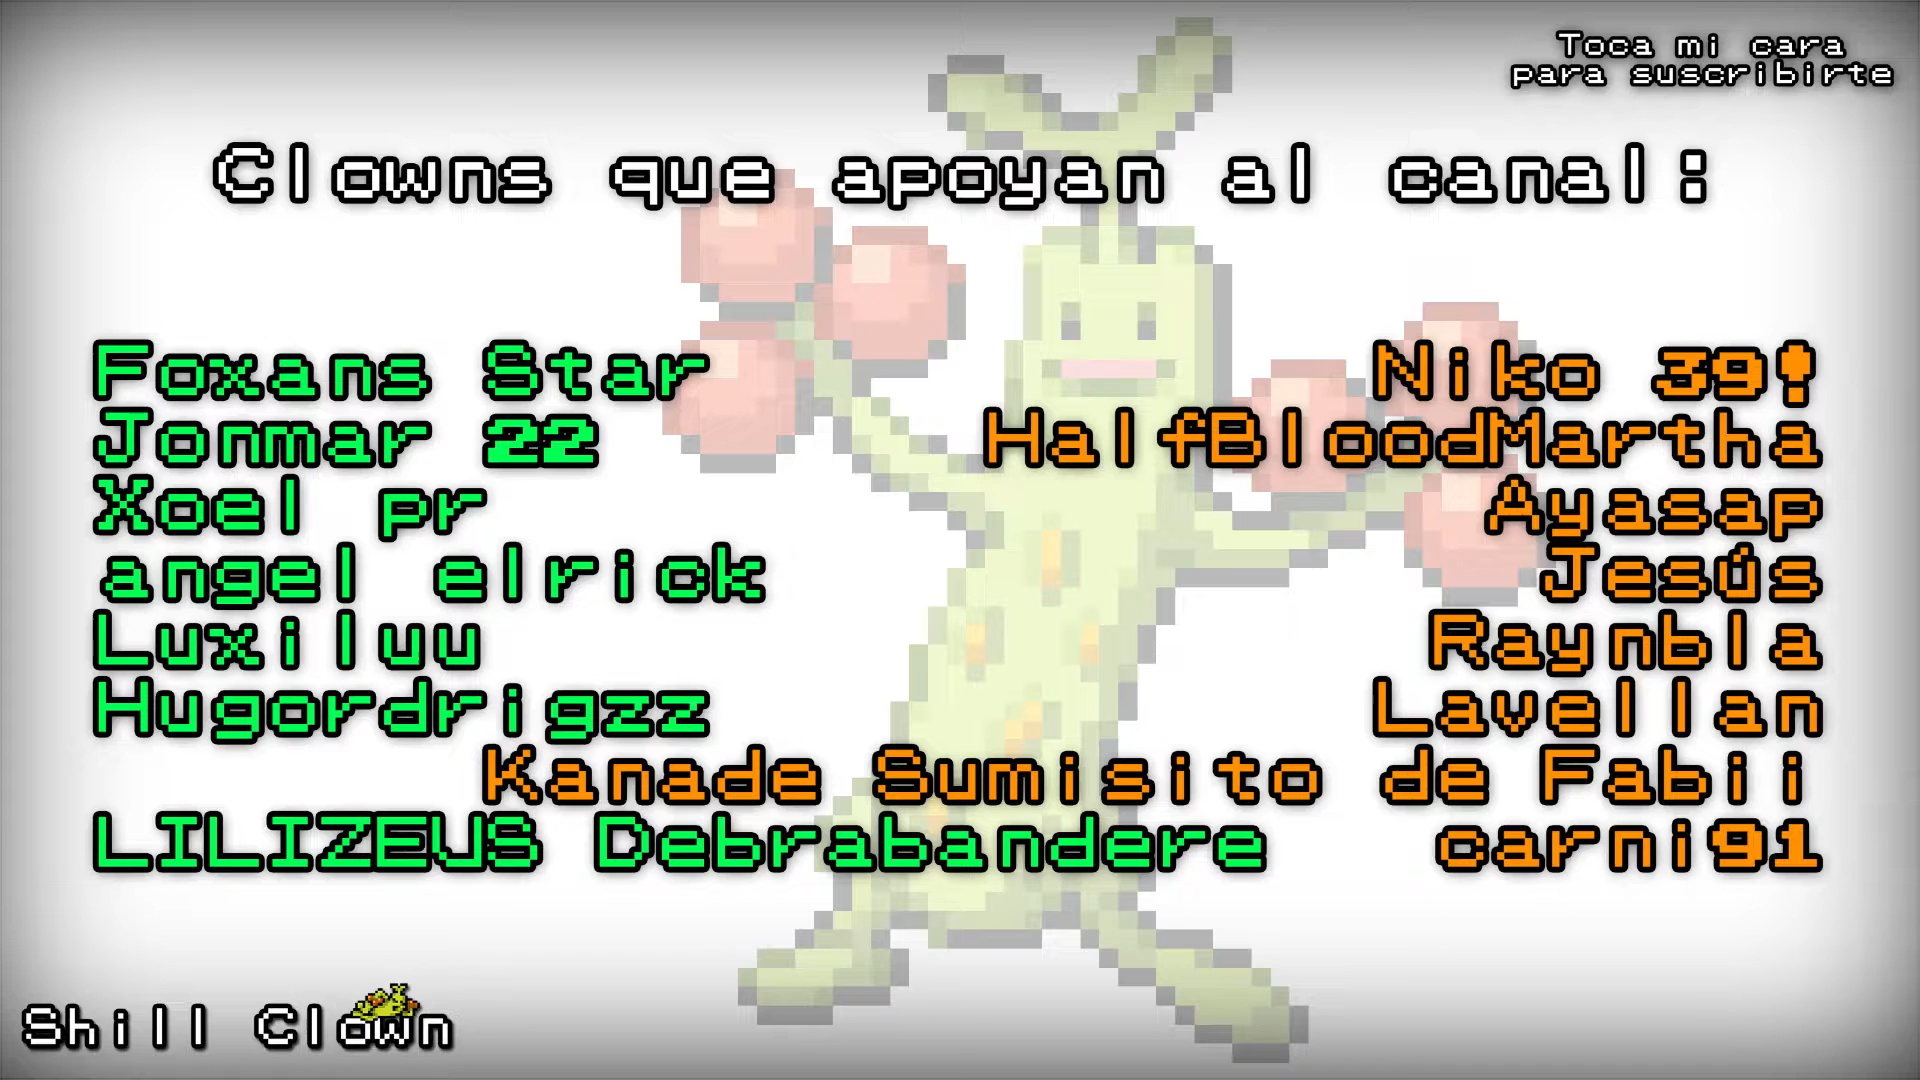 Toca mi cara
para suscribirte
Clowns que apoyan al canal:
Foxans Star
Niko 39!
Jonmar 22
HalfBloodMartha
Xoel pr
Ayasap
angel elrick
Jesús
Luxiluu
Raynbla
Hugordrigzz
Lavellan
Kanade Sumisito de Fabii
LILIZEUS Debrabandere
carni91
Shill Clown